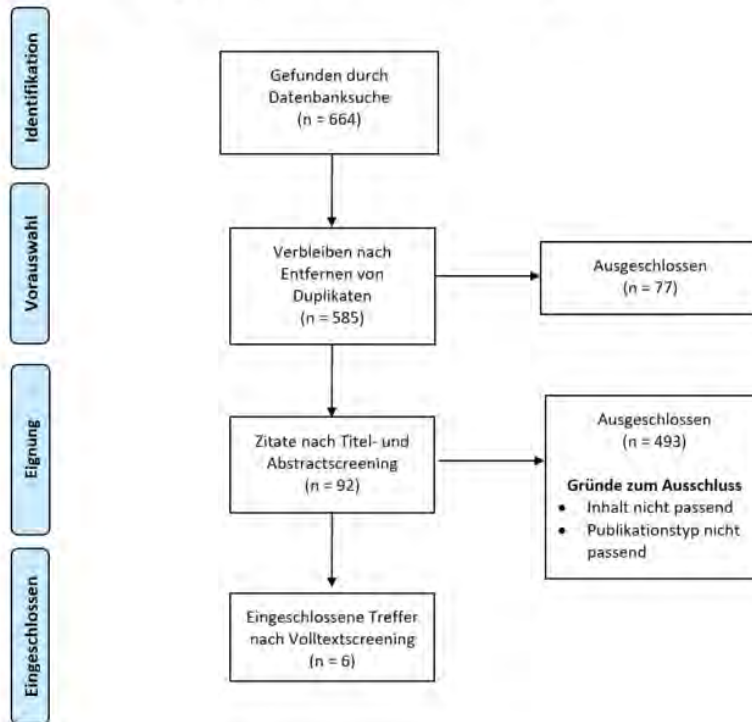 Identifikation
Gefunden durch
Datenbanksuche
(n = 664)
Vorauswahl
Verbleiben nach
Entfernen von
Duplikaten
(n = 585)
Ausgeschlossen
(n = 77)
Eignung
Zitate nach Titel- und
Abstractscreening
(n = 92)
Ausgeschlossen
(n = 493)
Gründe zum Ausschluss
• Inhalt nicht passend
• Publikationstyp nicht
passend
Eingeschlossen
Eingeschlossene Treffer
nach Volltextscreening
(n = 6)